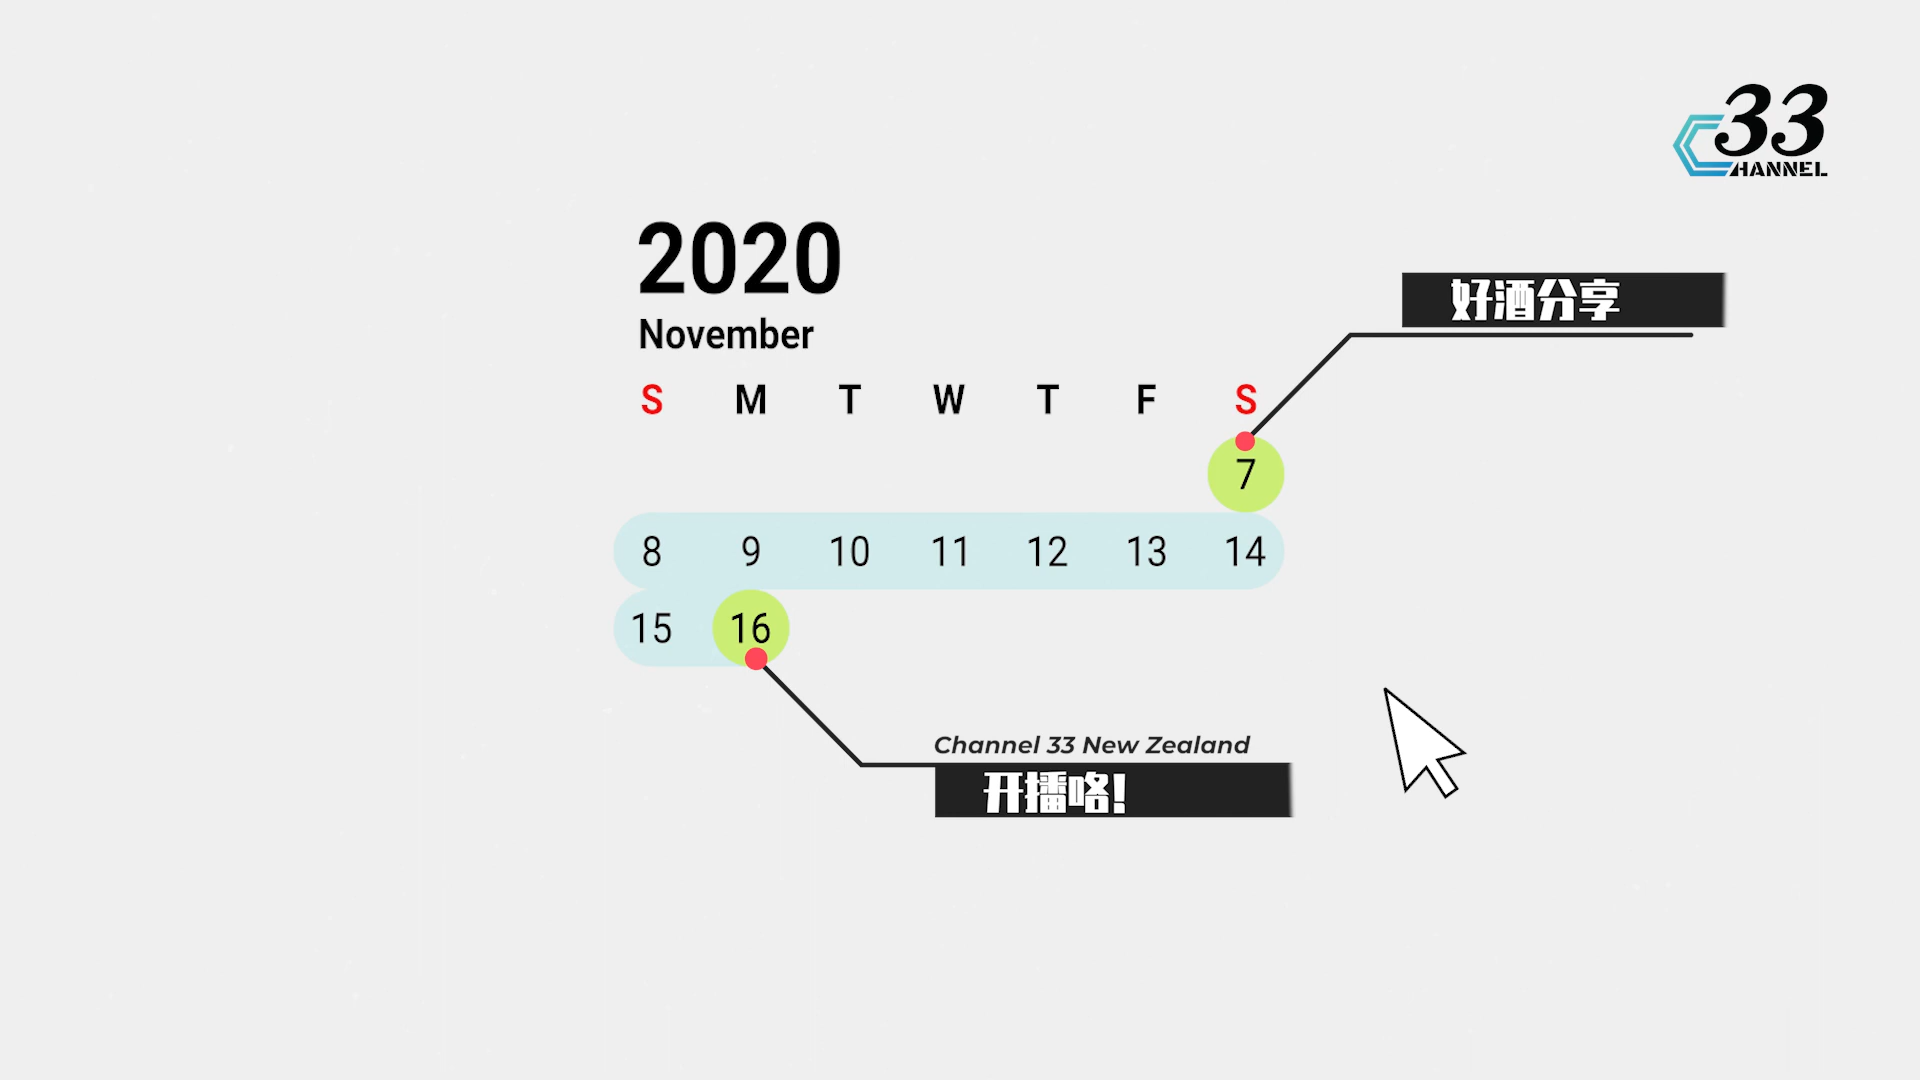 33
CHANNEL
2020
November
好酒分享
S M T W T F S
7
8 9 10 11 12 13 14
15 16
Channel 33 New Zealand
开播咯!